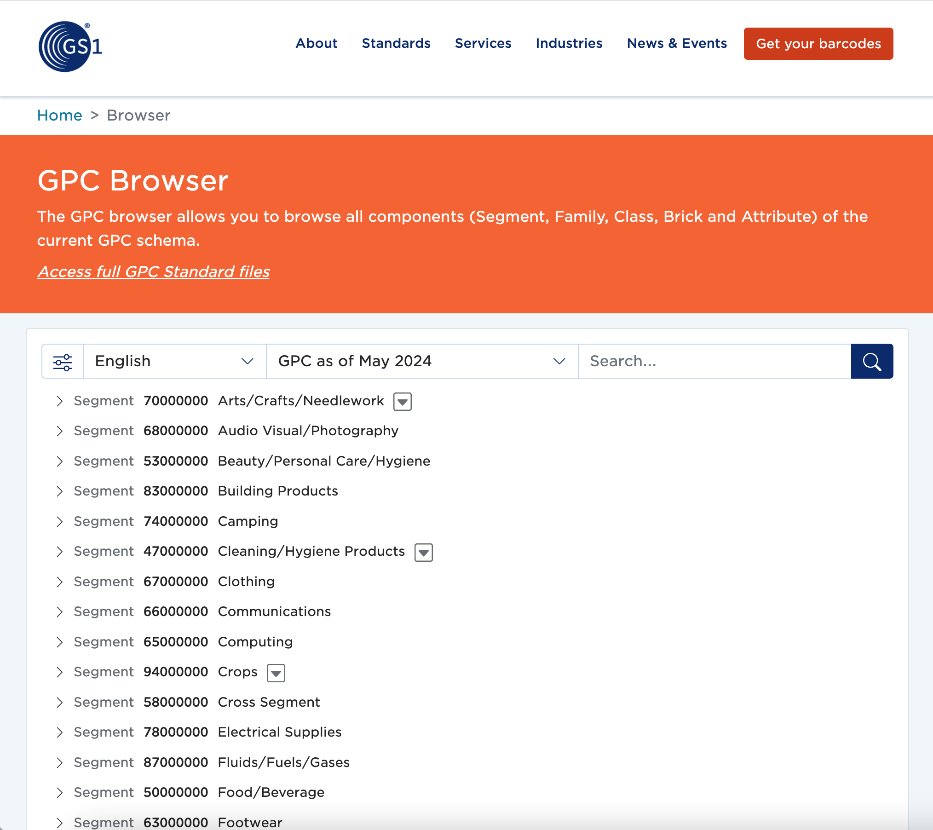 GS1®
About Standards Services Industries News & Events Get your barcodes
Home > Browser
GPC Browser
The GPC browser allows you to browse all components (Segment, Family, Class, Brick and Attribute) of the
current GPC schema.
Access full GPC Standard files
English GPC as of May 2024 Search...
Segment 70000000 Arts/Crafts/Needlework
Segment 68000000 Audio Visual/Photography
Segment 53000000 Beauty/Personal Care/Hygiene
Segment 83000000 Building Products
Segment 74000000 Camping
Segment 47000000 Cleaning/Hygiene Products
Segment 67000000 Clothing
Segment 66000000 Communications
Segment 65000000 Computing
Segment 94000000 Crops
Segment 58000000 Cross Segment
Segment 78000000 Electrical Supplies
Segment 87000000 Fluids/Fuels/Gases
Segment 50000000 Food/Beverage
Segment 63000000 Footwear